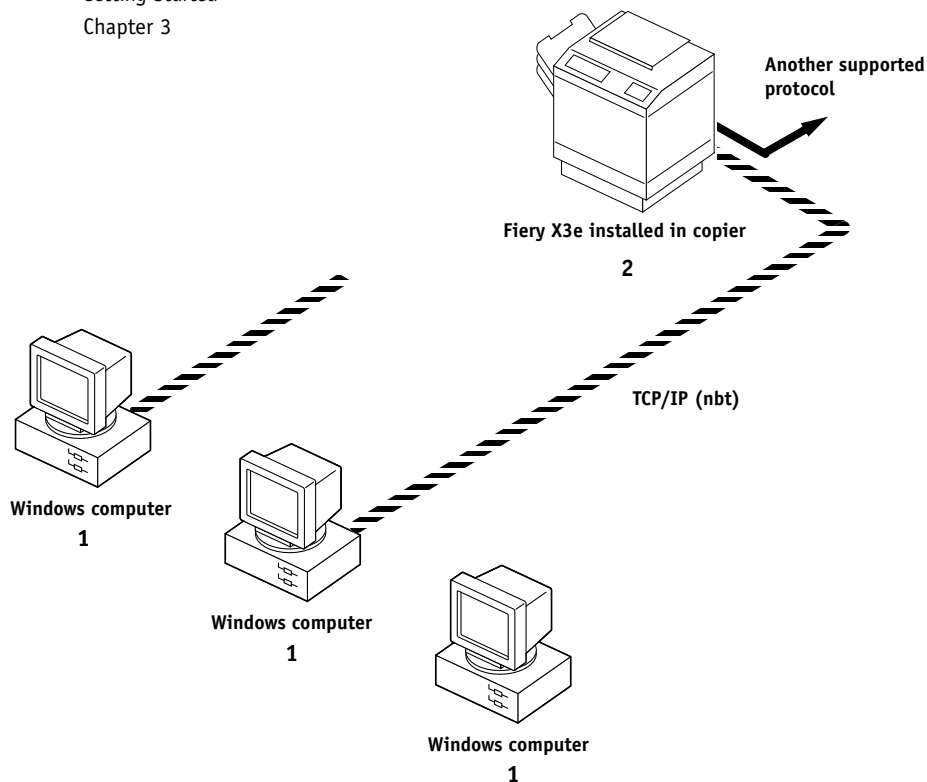 Getting Started
Chapter 3
Another supported
protocol
Fiery X3e installed in copier
2
TCP/IP (nbt)
Windows computer
1
Windows computer
1
Windows computer
1